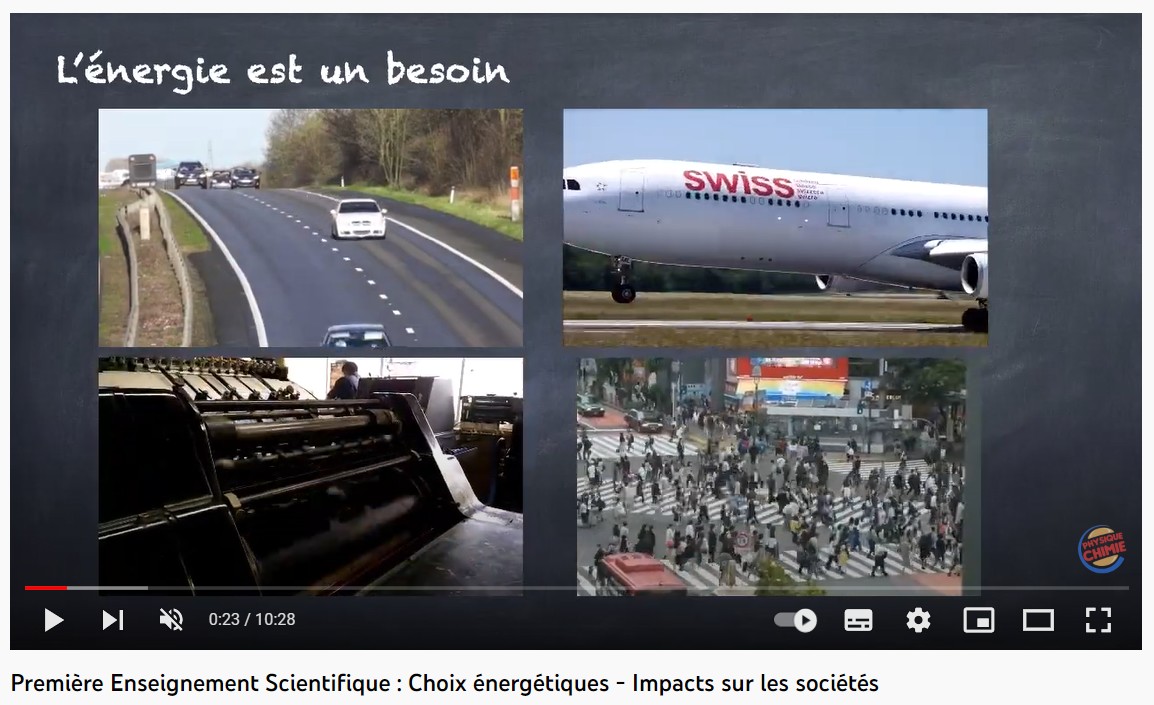 L'énergie est un besoin
swiss
PHYSIQUE
CHIMIE
0:23 / 10:28
Première Enseignement Scientifique : Choix énergétiques - Impacts sur les sociétés